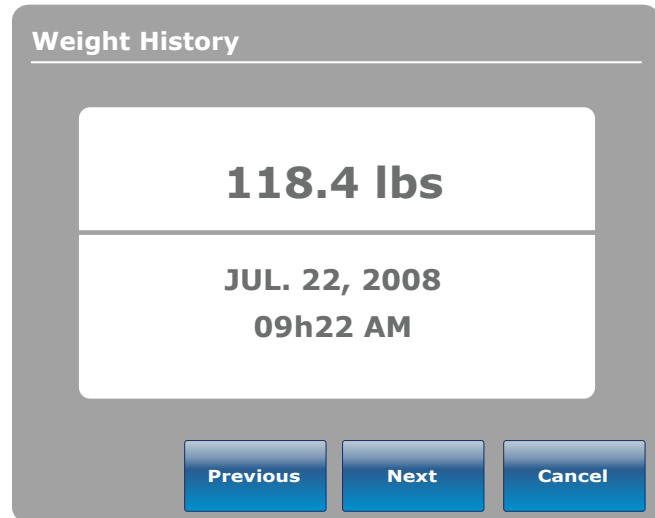 Weight History
118.4 lbs
JUL. 22, 2008
09h22 AM
Previous Next Cancel